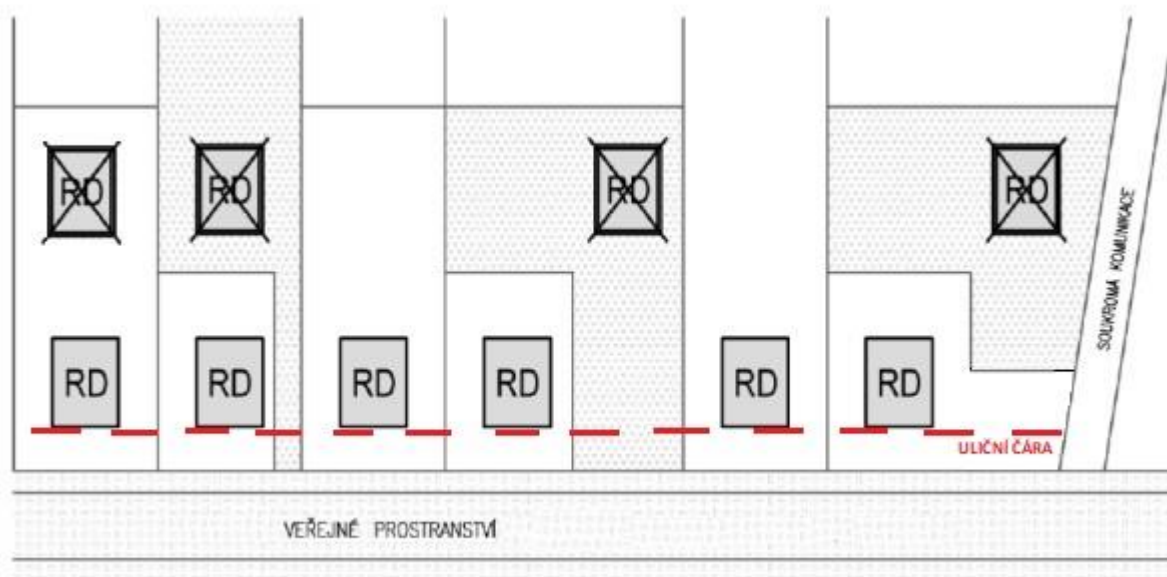 RD RD RD RD
RD RD RD RD RD RD
SOUKROMÁ KOMUNIKACE
ULIČNÍ ČÁRA
VEŘEJNÉ PROSTRANSTVÍ